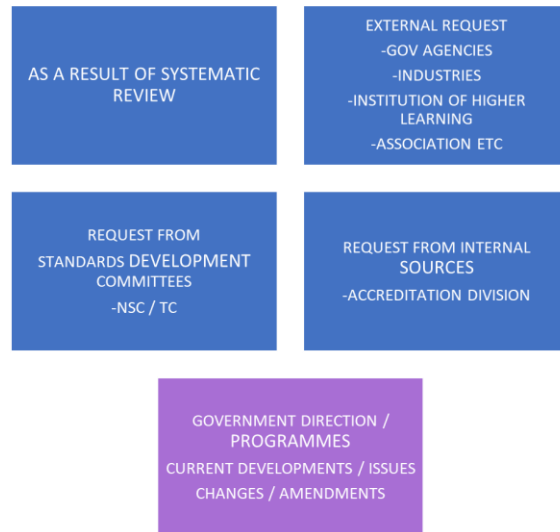 AS A RESULT OF SYSTEMATIC
REVIEW
EXTERNAL REQUEST
-GOV AGENCIES
-INDUSTRIES
-INSTITUTION OF HIGHER
LEARNING
-ASSOCIATION ETC
REQUEST FROM
STANDARDS DEVELOPMENT
COMMITTEES
-NSC / TC
REQUEST FROM INTERNAL
SOURCES
-ACCREDITATION DIVISION
GOVERNMENT DIRECTION /
PROGRAMMES
CURRENT DEVELOPMENTS / ISSUES
CHANGES / AMENDMENTS